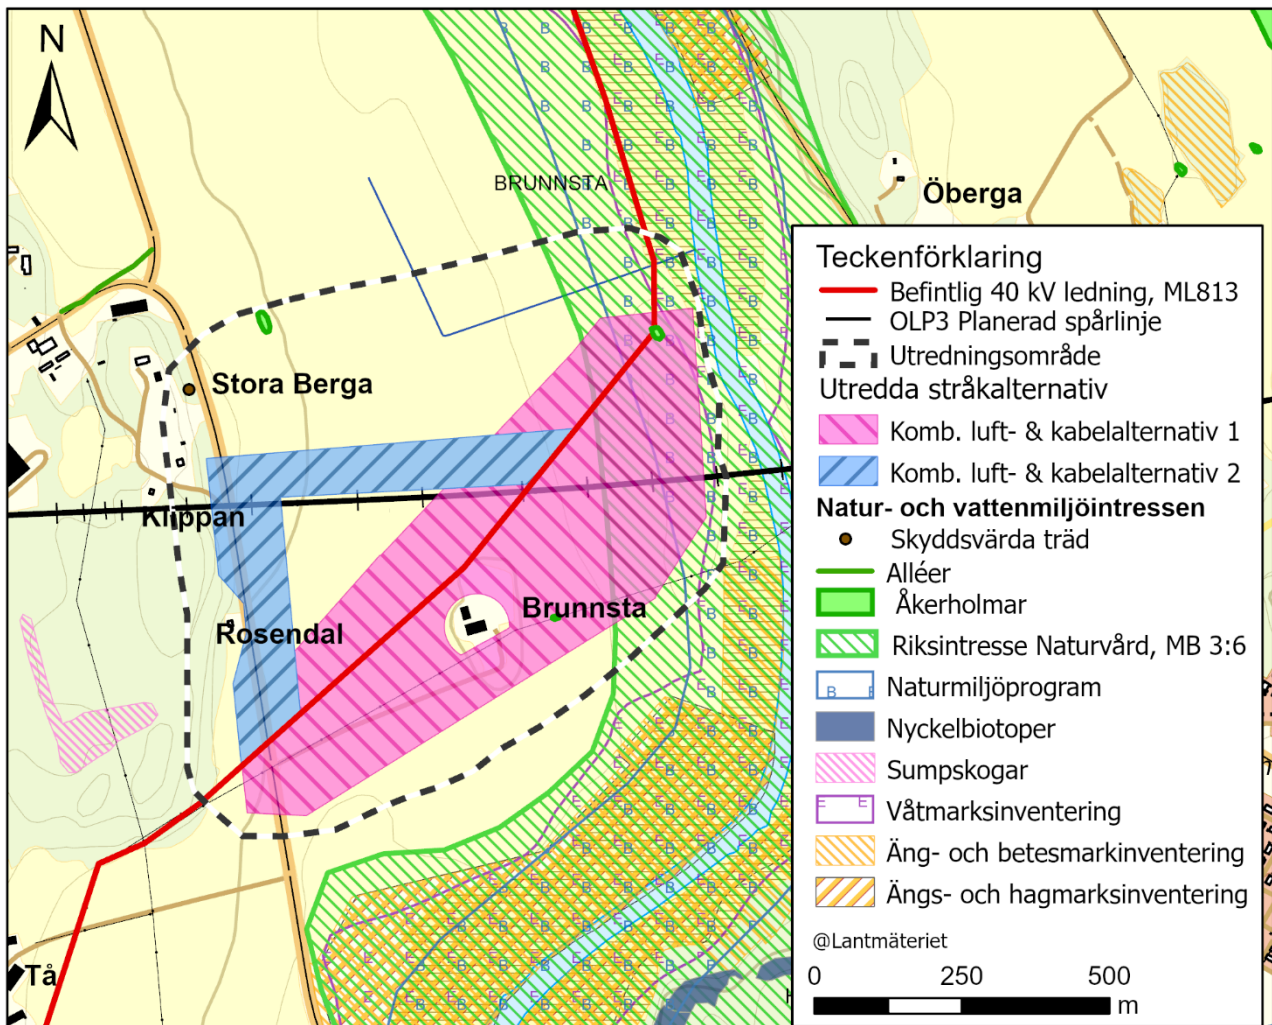 N
BRUNNSTA
Öberga
Stora Berga
Klippan
Rosendal
Brunnsta
Tå
Teckenförklaring
Befintlig 40 kV ledning, ML813
OLP3 Planerad spårlinje
Utredningsområde
Utredda stråkalternativ
Komb. luft- & kabelalternativ 1
Komb. luft- & kabelalternativ 2
Natur- och vattenmiljöintressen
Skyddsvärda träd
Alléer
Åkerholmar
Riksintresse Naturvård, MB 3:6
Naturmiljöprogram
Nyckelbiotoper
Sumpskogar
Våtmarksinventering
Äng- och betesmarkinventering
Ängs- och hagmarksinventering
@Lantmäteriet
0 250 500
m